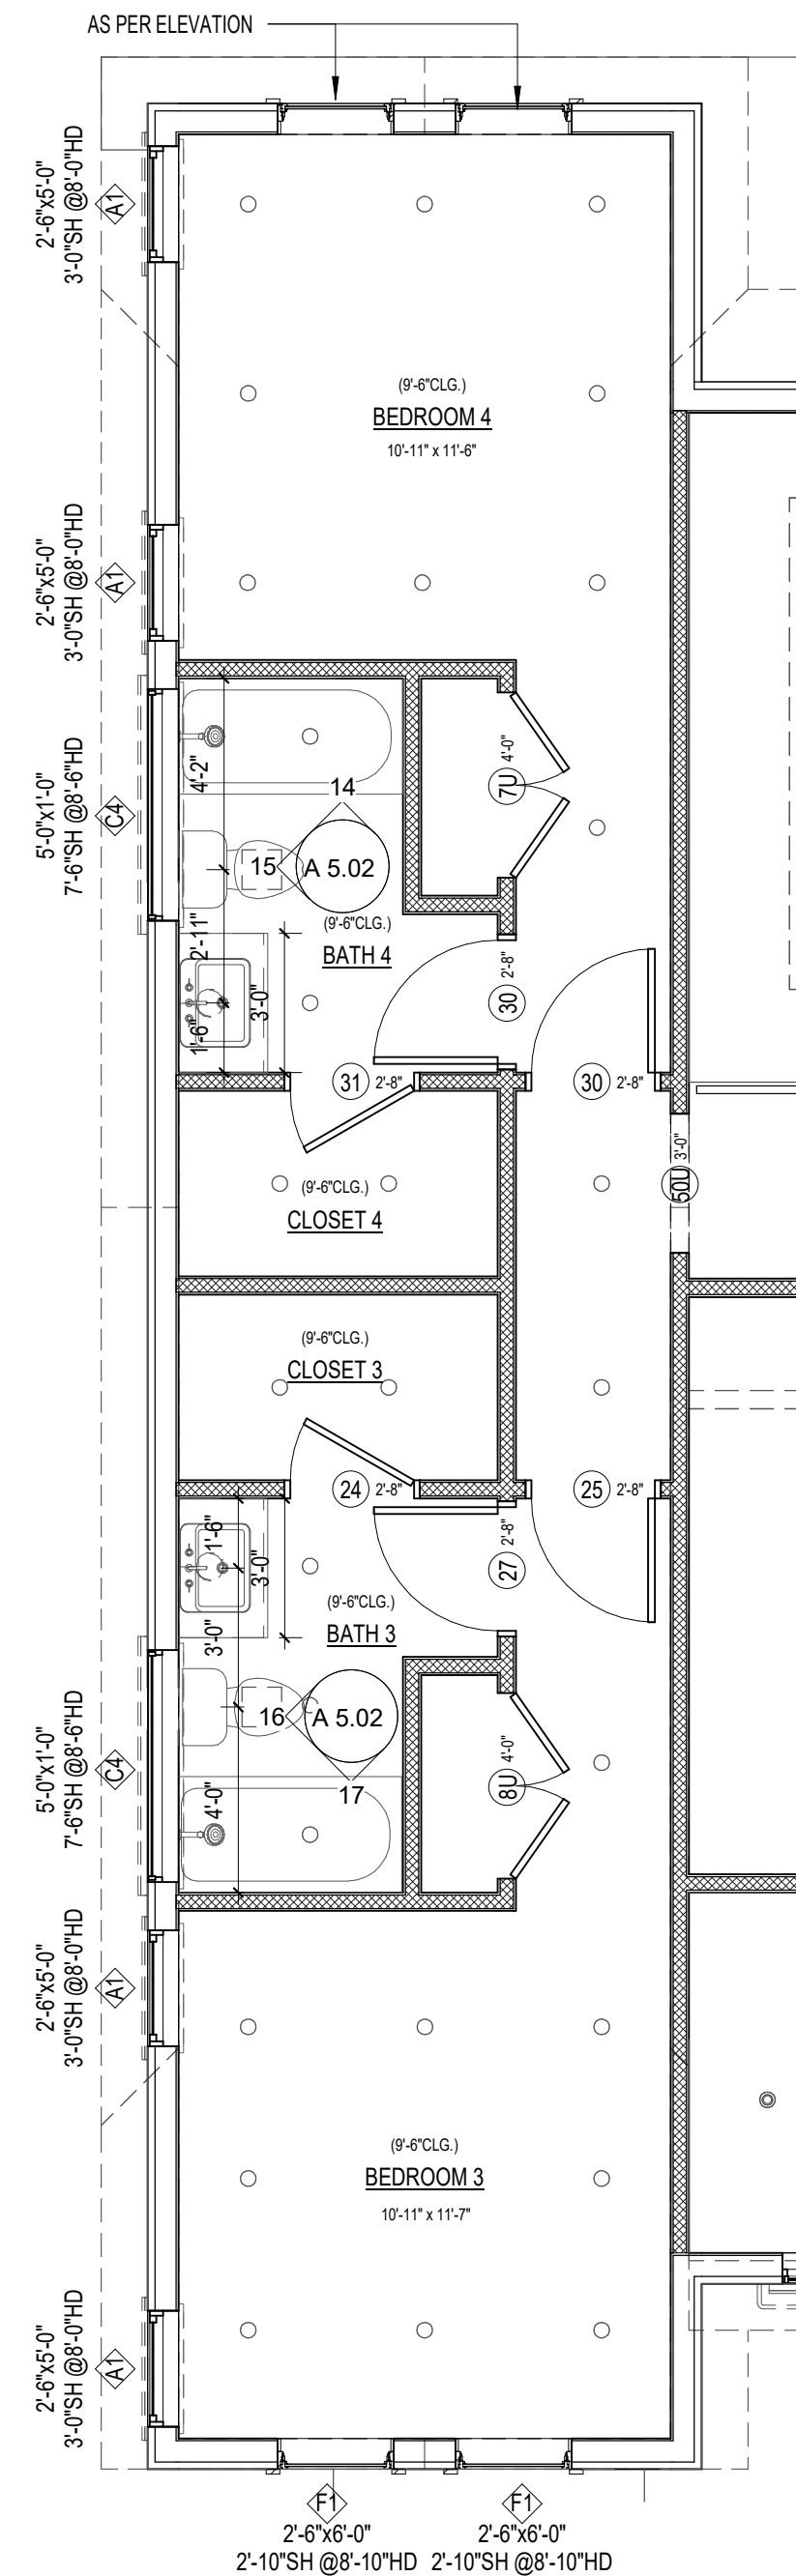 AS PER ELEVATION
2'-6"x5'-0"
3'-0"SH @8'-0"HD
A1
(9'-6"CLG.)
BEDROOM 4
10'-11" x 11'-6"
2'-6"x5'-0"
3'-0"SH @8'-0"HD
A1
5'-0"x1'-0"
7'-6"SH @8'-6"HD
C4
4'-2"
14
7U 4'-0"
15 A 5.02
2'-11"
(9'-6"CLG.)
BATH 4
1'-6"
3'-0"
30 2'-8"
31 2'-8"
30 2'-8"
50U 3'-0"
(9'-6"CLG.)
CLOSET 4
(9'-6"CLG.)
CLOSET 3
24 2'-8"
25 2'-8"
1'-6"
3'-0"
27 2'-8"
(9'-6"CLG.)
BATH 3
3'-0"
16 A 5.02
5'-0"x1'-0"
7'-6"SH @8'-6"HD
C4
8U 4'-0"
17
4'-0"
2'-6"x5'-0"
3'-0"SH @8'-0"HD
A1
(9'-6"CLG.)
BEDROOM 3
10'-11" x 11'-7"
2'-6"x5'-0"
3'-0"SH @8'-0"HD
A1
F1
2'-6"x6'-0"
2'-10"SH @8'-10"HD
F1
2'-6"x6'-0"
2'-10"SH @8'-10"HD